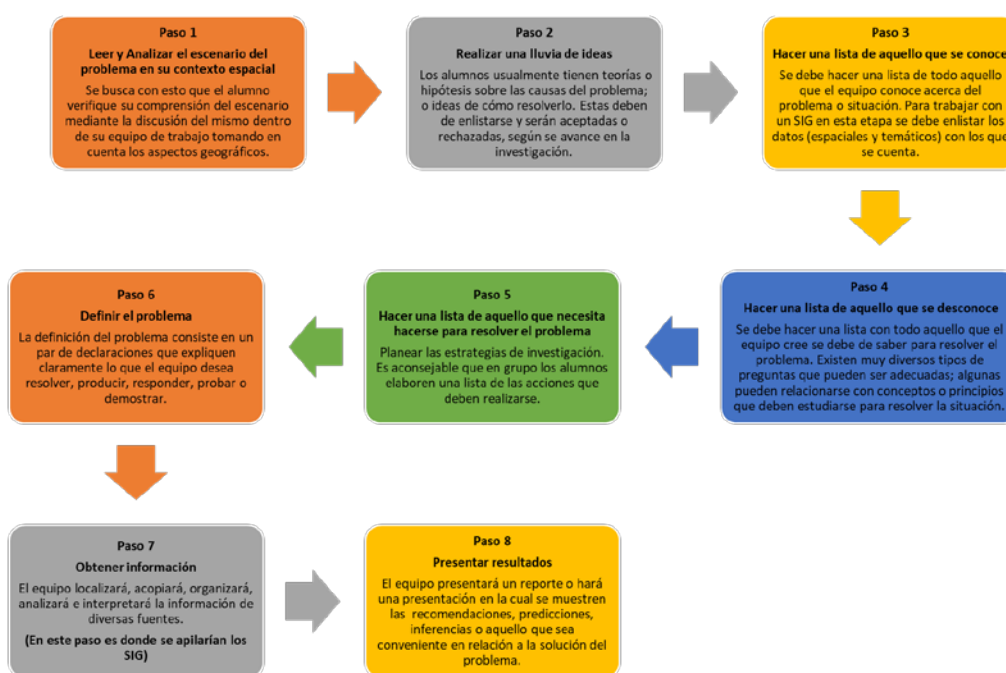 Paso 1
Leer y Analizar el escenario del
problema en su contexto espacial
Se busca con esto que el alumno
verifique su comprensión del escenario
mediante la discusión del mismo dentro
de su equipo de trabajo tomando en
cuenta los aspectos geográficos.
Paso 2
Realizar una lluvia de ideas
Los alumnos usualmente tienen teorías o
hipótesis sobre las causas del problema;
o ideas de cómo resolverlo. Estas deben
de enlistarse y serán aceptadas o
rechazadas, según se avance en la
investigación.
Paso 3
Hacer una lista de aquello que se conoce
Se debe hacer una lista de todo aquello
que el equipo conoce acerca del
problema o situación. Para trabajar con
un SIG en esta etapa se debe enlistar los
datos (espaciales y temáticos) con los que
se cuenta.
Paso 4
Hacer una lista de aquello que se desconoce
Se debe hacer una lista con todo aquello que el
equipo cree se debe de saber para resolver el
problema. Existen muy diversos tipos de
preguntas que pueden ser adecuadas; algunas
pueden relacionarse con conceptos o principios
que deben estudiarse para resolver la situación.
Paso 5
Hacer una lista de aquello que necesita
hacerse para resolver el problema
Planear las estrategias de investigación.
Es aconsejable que en grupo los alumnos
elaboren una lista de las acciones que
deben realizarse.
Paso 6
Definir el problema
La definición del problema consiste en un
par de declaraciones que expliquen
claramente lo que el equipo desea
resolver, producir, responder, probar o
demostrar.
Paso 7
Obtener información
El equipo localizará, acopiará, organizará,
analizará e interpretará la información de
diversas fuentes.
(En este paso es donde se apilarían los
SIG)
Paso 8
Presentar resultados
El equipo presentará un reporte o hará
una presentación en la cual se muestren
las recomendaciones, predicciones,
inferencias o aquello que sea
conveniente en relación a la solución del
problema.